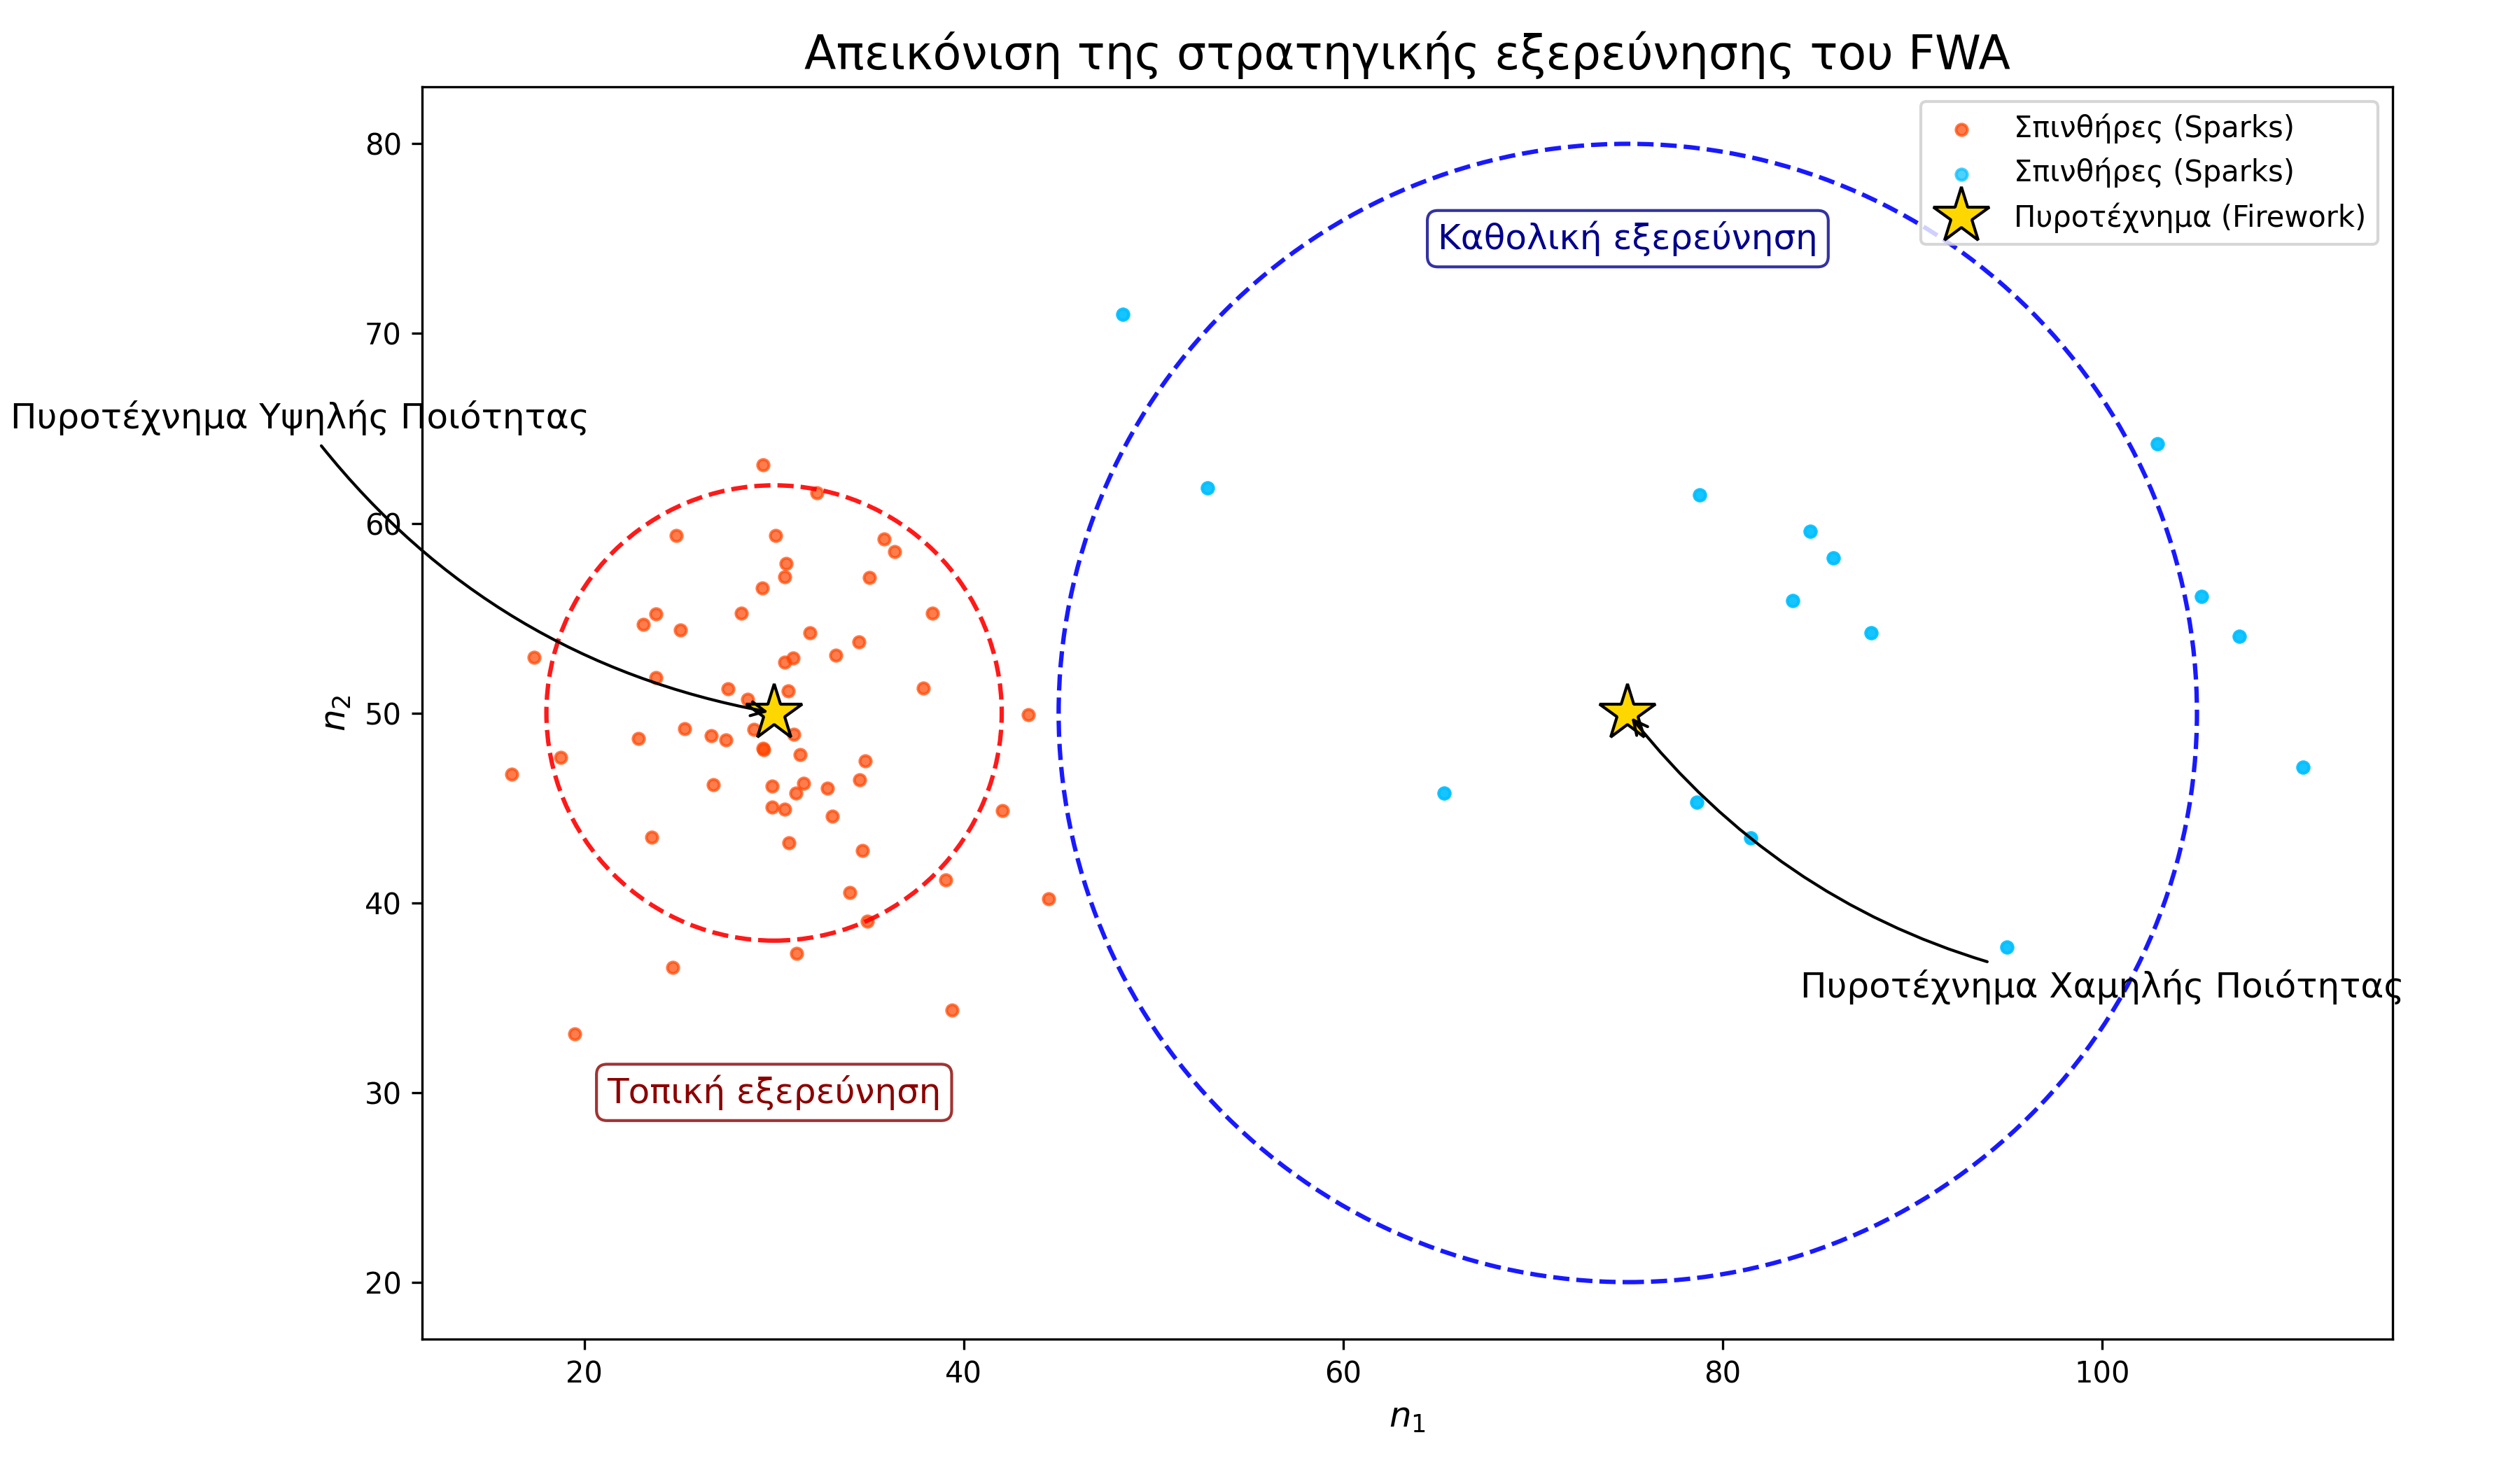 Απεικόνιση της στρατηγικής εξερεύνησης του FWA
Σπινθήρες (Sparks)
Σπινθήρες (Sparks)
Πυροτέχνημα (Firework)
Καθολική εξερεύνηση
Πυροτέχνημα Υψηλής Ποιότητας
Πυροτέχνημα Χαμηλής Ποιότητας
Τοπική εξερεύνηση
80
70
60
50
40
30
20
n₂
20 40 60 80 100
n₁